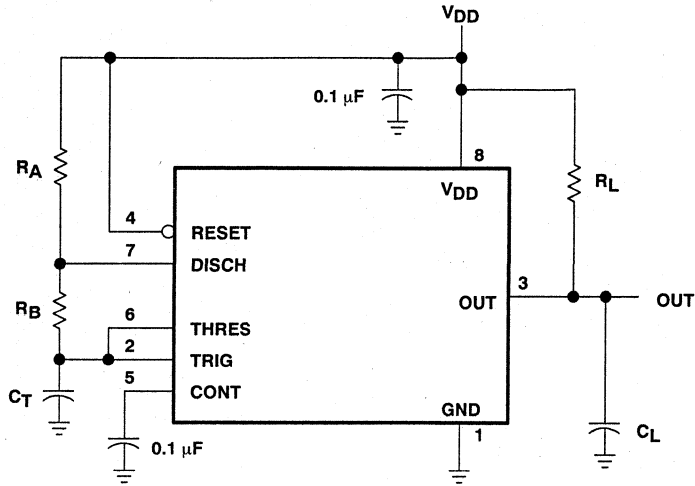 VDD
0.1 µF
RA
8
VDD
RL
4
RESET
7
DISCH
3
OUT
OUT
RB
6
THRES
2
TRIG
5
CONT
CT
GND
1
CL
0.1 µF